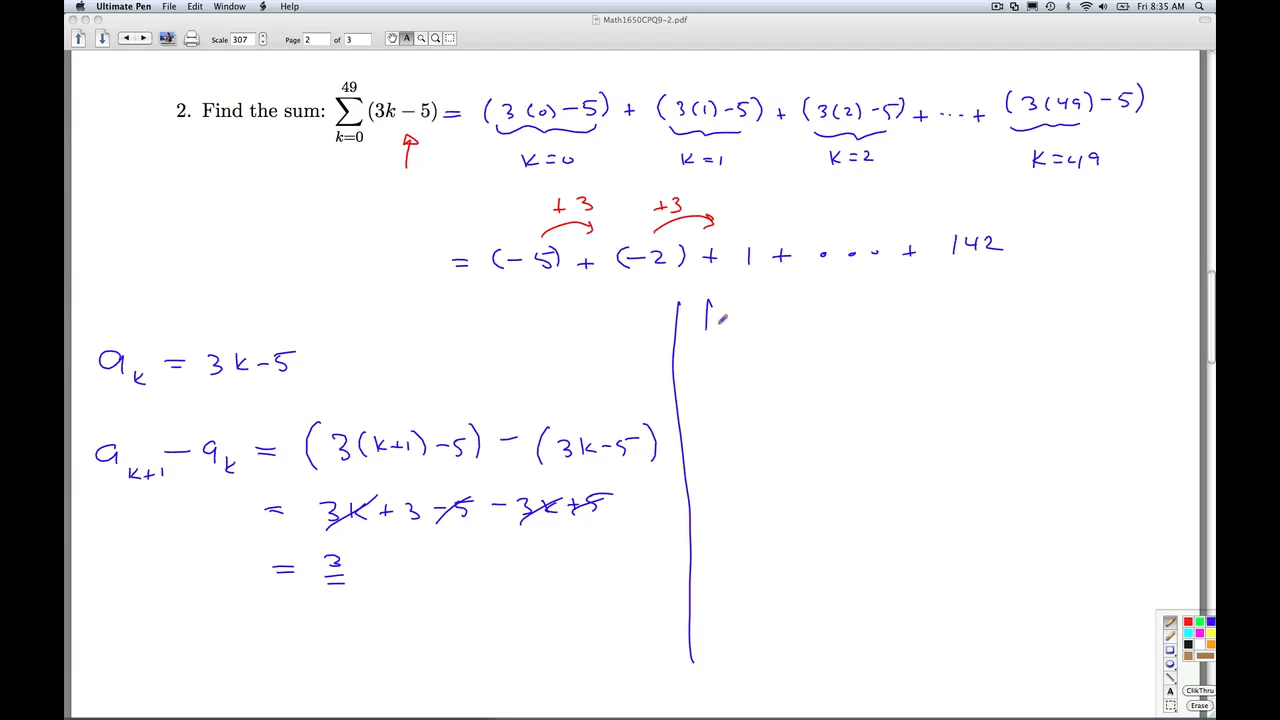 Ultimate Pen File Edit Window Help Fri 8:35 AM
Math1650CPQ9-2.pdf
Scale 307 Page 2 of 3
2. Find the sum: \sum_{k=0}^{49} (3k − 5) = (3(0) − 5) + (3(1) − 5) + (3(2) − 5) + ··· + (3(49) − 5)
k=0 k=1 k=2 k=49
+3 +3
= (−5) + (−2) + 1 + ··· + 142
a_k = 3k − 5
a_{k+1} − a_k = (3(k+1) − 5) − (3k − 5)
= 3k + 3 − 5 − 3k + 5
= 3
ClikThru
Erase